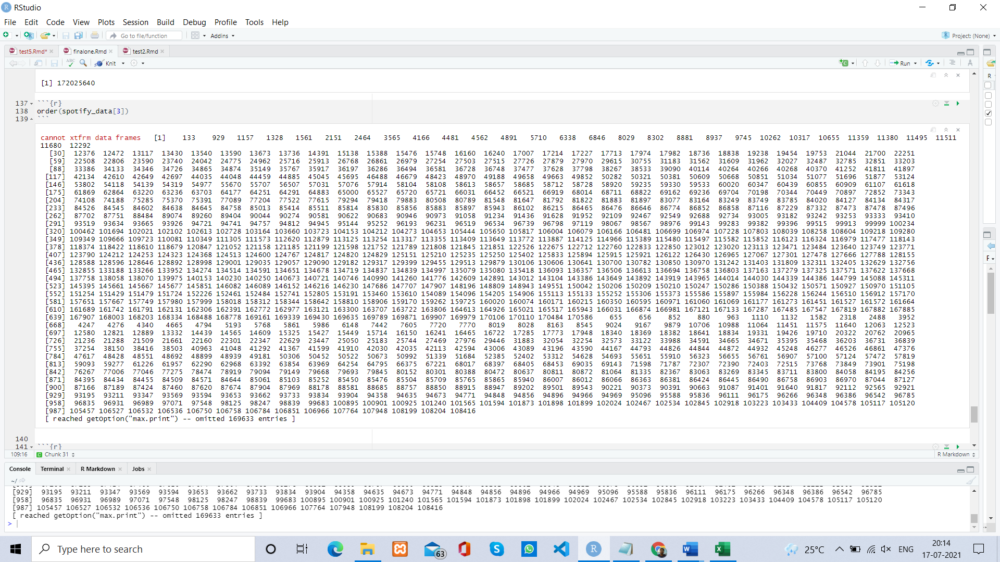 RStudio
File Edit Code View Plots Session Build Debug Profile Tools Help
Go to file/function Addins Project: (None)
test5.Rmd* finalone.Rmd test2.Rmd
ABC Knit Run
R
[1] 172025640
137 ```{r}
138 order(spotify_data[3])
139 ```
cannot xtfrm data frames [1] 133 929 1157 1328 1561 2151 2464 3565 4166 4481 4562 4891 5710 6338 6846 8029 8302 8881 8937 9745 10262 10317 10655 11359 11380 11495 11511
11680 12292
[30] 12376 12472 13117 13430 13540 13590 13673 13736 14391 15138 15388 15476 15748 16160 16240 17007 17214 17227 17713 17974 17982 18736 18838 19238 19454 19753 21044 21700 22251
[59] 22508 22806 23590 23740 24042 24775 24962 25716 25913 26768 26861 26979 27254 27503 27515 27726 27879 27970 29615 30755 31183 31562 31609 31962 32027 32487 32785 32851 33203
[88] 33386 34133 34346 34726 34865 34874 35149 35767 35917 36197 36286 36494 36581 36728 36748 37477 37628 37798 38267 38533 39090 40114 40264 40266 40268 40370 41252 41811 41897
[117] 42134 42610 42649 42697 44035 44048 44459 44885 45045 45695 46488 46679 48423 48970 49188 49658 49663 49852 50282 50321 50381 50609 50668 50851 51034 51077 51696 51877 53124
[146] 53802 54118 54139 54319 54977 55670 55707 56507 57031 57076 57914 58104 58108 58613 58657 58685 58712 58728 58920 59235 59330 59533 60020 60347 60439 60855 60909 61107 61618
[175] 61869 62864 63220 63236 63703 64177 64251 64291 64883 65000 65527 65720 65721 66031 66452 66521 66919 68014 68711 68822 69162 69236 69704 70198 70344 70449 70897 72852 73343
[204] 74108 74188 75285 75370 75391 77089 77204 77522 77615 79294 79418 79883 80508 80789 81548 81647 81792 81822 81883 81897 83077 83164 83249 83749 83785 84020 84127 84134 84317
[233] 84526 84545 84602 84638 84645 84758 85013 85414 85511 85814 85830 85856 85883 85897 85943 86102 86215 86465 86476 86646 86774 86852 86858 87116 87229 87332 87473 87478 87496
[262] 87702 87751 88484 89074 89260 89404 90044 90274 90581 90622 90683 90946 90973 91058 91234 91436 91628 91952 92109 92467 92549 92688 92734 93005 93182 93242 93253 93333 93410
[291] 93519 93634 93665 93926 94721 94741 94757 94812 94945 95144 95252 96193 96231 96519 96534 96739 96798 97119 98067 98567 98976 99143 99283 99382 99396 99515 99913 99999 100234
[320] 100462 101694 102021 102102 102613 102728 103164 103660 103723 104153 104212 104273 104653 105444 105650 105817 106004 106079 106166 106481 106699 106974 107228 107803 108039 108258 108604 109218 109280
[349] 109349 109666 109723 110081 110349 111305 111573 112620 112879 113125 113254 113317 113355 113409 113649 113772 113887 114125 114966 115389 115480 115497 115582 115852 116123 116324 116979 117477 118143
[378] 118374 118422 118610 118679 120847 121052 121158 121185 121199 121598 121752 121789 121808 121845 121851 122526 122675 122712 122760 122833 122850 123012 123020 123113 123471 123484 123640 123749 123771
[407] 123790 124212 124253 124323 124368 124513 124600 124767 124817 124820 124829 125151 125210 125235 125250 125402 125833 125894 125915 125921 126122 126430 126965 127067 127301 127478 127666 127788 128155
[436] 128588 128596 128646 128892 128998 129001 129035 129057 129090 129182 129317 129399 129455 129513 129879 130106 130606 130641 130700 130782 130850 130970 131242 131403 131809 132311 132405 132629 132756
[465] 132855 133188 133266 133952 134274 134514 134591 134651 134678 134719 134837 134839 134997 135079 135080 135418 136093 136357 136506 136613 136694 136758 136803 137163 137279 137325 137571 137622 137668
[494] 137758 138058 138070 139975 140153 140230 140250 140673 140721 140746 140990 141260 141776 142609 142891 143012 143104 143386 143649 143892 143919 143965 144014 144030 144339 144386 144799 145088 145311
[523] 145395 145661 145667 145677 145851 146082 146089 146152 146216 146230 147686 147707 147907 148196 148809 148943 149551 150042 150206 150209 150210 150247 150286 150388 150432 150571 150927 150970 151105
[552] 151254 151429 151479 151724 152226 152461 152484 152741 152805 153191 153460 153610 154089 154096 154205 154906 155113 155133 155252 155306 155373 155586 155897 155984 156228 156244 156510 156912 157170
[581] 157651 157667 157749 157980 157999 158018 158312 158344 158642 158810 158906 159170 159262 159725 160020 160074 160171 160215 160350 160595 160971 161060 161069 161177 161273 161451 161527 161572 161664
[610] 161689 161742 161791 162131 162306 162391 162772 162977 163121 163300 163707 163722 163806 164613 164926 165021 165517 165943 166031 166874 166981 167121 167133 167287 167485 167547 167819 167882 167885
[639] 167907 168003 168203 168334 168488 168778 169161 169339 169430 169635 169789 169871 169907 169979 170106 170110 170484 170586 655 656 852 880 963 1110 1132 1582 2318 2488 3952
[668] 4247 4276 4340 4665 4794 5193 5768 5861 5986 6148 7442 7605 7720 7770 8019 8028 8163 8545 9024 9167 9879 10706 10988 11064 11451 11575 11640 12063 12523
[697] 12580 12821 12889 13332 14439 14565 14609 15325 15427 15449 15714 16150 16241 16465 16722 17285 17773 17948 18340 18369 18382 18641 18834 19331 19426 19710 20322 20762 20965
[726] 21236 21288 21509 21661 22160 22301 22347 22629 23447 25050 25183 25744 27469 27976 29446 31883 32054 32254 32573 33122 33988 34591 34665 34671 35395 35468 36203 36731 36839
[755] 37254 38150 38416 38503 40963 41048 41292 41367 41599 41910 42030 42035 42113 42594 43006 43089 43196 43590 44167 44793 44826 44844 44872 44932 45248 46277 46526 46861 47376
[784] 47617 48428 48551 48692 48899 48939 49181 50306 50452 50522 50673 50992 51339 51684 52385 52402 53312 54628 54693 55651 55910 56323 56655 56761 56907 57100 57124 57472 57819
[813] 59093 59277 61226 61957 62290 62968 63392 63854 63969 64254 64795 66375 67221 68017 68397 68405 68453 69035 69143 71598 71787 72307 72390 72403 72515 73768 73849 73901 75198
[842] 76267 77006 77046 77275 78474 78919 79094 79149 79668 79693 79845 80152 80301 80388 80472 80637 80811 80872 81064 81335 82367 83063 83269 83345 83711 83800 84058 84195 84256
[871] 84395 84434 84455 84509 84571 84644 85061 85103 85252 85450 85476 85504 85709 85765 85865 85940 86007 86012 86066 86363 86381 86424 86445 86490 86758 86903 86970 87044 87127
[900] 87166 87189 87424 87460 87620 87674 87904 87969 88178 88581 88685 88757 88850 88915 88947 89202 89501 89543 90221 90373 90391 90663 91087 91401 91640 91817 92112 92565 92921
[929] 93195 93211 93347 93569 93594 93653 93662 93733 93834 93904 94358 94635 94673 94771 94848 94856 94896 94966 94969 95096 95588 95836 96111 96175 96266 96348 96386 96542 96785
[958] 96835 96931 96989 97071 97548 98125 98247 98839 99683 100895 100901 100925 101240 101565 101594 101873 101898 101899 102024 102467 102534 102845 102918 103223 103433 104409 104578 105117 105120
[987] 105457 106527 106532 106536 106750 106758 106784 106851 106966 107764 107948 108199 108204 108416
[ reached getOption("max.print") -- omitted 169633 entries ]
140
141 ```{r}
109:16 Chunk 31 R Markdown
Console Terminal R Markdown Jobs
~/
[929] 93195 93211 93347 93569 93594 93653 93662 93733 93834 93904 94358 94635 94673 94771 94848 94856 94896 94966 94969 95096 95588 95836 96111 96175 96266 96348 96386 96542 96785
[958] 96835 96931 96989 97071 97548 98125 98247 98839 99683 100895 100901 100925 101240 101565 101594 101873 101898 101899 102024 102467 102534 102845 102918 103223 103433 104409 104578 105117 105120
[987] 105457 106527 106532 106536 106750 106758 106784 106851 106966 107764 107948 108199 108204 108416
[ reached getOption("max.print") -- omitted 169633 entries ]
>
Type here to search 63 25°C ENG 20:14
17-07-2021